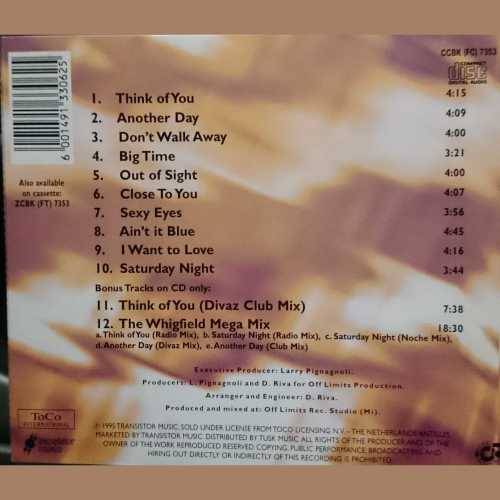 CCBK (FC) 7353
COMPACT
disc
DIGITAL AUDIO
6 001491 330625
Also available
on cassette:
ZCBK (FT) 7353
1. Think of You 4:15
2. Another Day 4:09
3. Don't Walk Away 4:00
4. Big Time 3:21
5. Out of Sight 4:00
6. Close To You 4:07
7. Sexy Eyes 3:56
8. Ain't it Blue 4:45
9. I Want to Love 4:16
10. Saturday Night 3:44
Bonus Tracks on CD only:
11. Think of You (Divaz Club Mix) 7:38
12. The Whigfield Mega Mix 18:30
a. Think of You (Radio Mix), b. Saturday Night (Radio Mix), c. Saturday Night (Noche Mix),
d. Another Day (Divaz Mix), e. Another Day (Club Mix)
Executive Producer: Larry Pignagnoli.
Producers: L. Pignagnoli and D. Riva for Off Limits Production.
Arranger and Engineer: D. Riva.
Produced and mixed at: Off Limits Rec. Studio (Mi).
ToCo
INTERNATIONAL
℗ 1995 TRANSISTOR MUSIC. SOLD UNDER LICENSE FROM TOCO LICENSING N.V. - THE NETHERLANDS ANTILLES.
MARKETED BY TRANSISTOR MUSIC. DISTRIBUTED BY TUSK MUSIC. ALL RIGHTS OF THE PRODUCER AND OF THE
OWNER OF THE WORK REPRODUCED RESERVED. COPYING, PUBLIC PERFORMANCE, BROADCASTING AND
HIRING OUT DIRECTLY OR INDIRECTLY OF THIS RECORDING IS PROHIBITED.